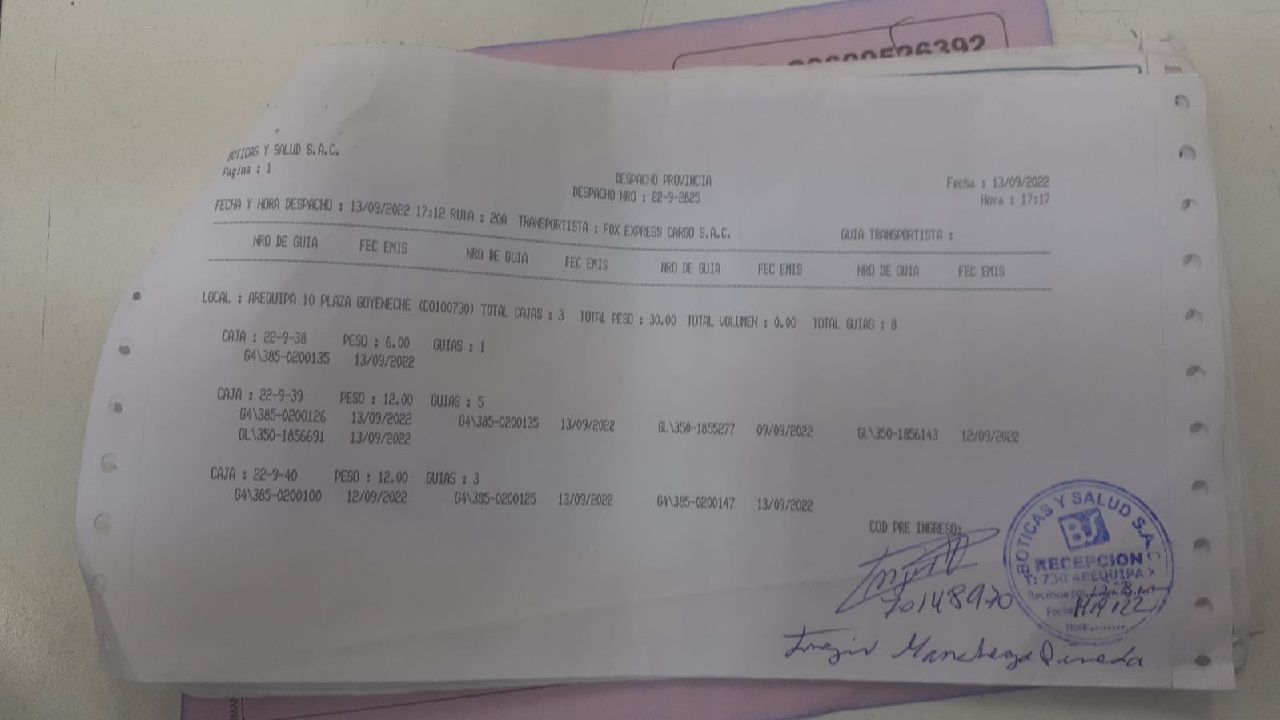 00600526392
BOTICAS Y SALUD S.A.C.
Pagina : 1
DESPACHO PROVINCIA
Fecha : 13/09/2022
DESPACHO NRO : 22-9-2625
Hora : 17:17
FECHA Y HORA DESPACHO : 13/09/2022 17:12 RUTA : 20A TRANSPORTISTA : FOX EXPRESS CARGO S.A.C. GUIA TRANSPORTISTA :
NRO DE GUIA FEC EMIS NRO DE GUIA FEC EMIS NRO DE GUIA FEC EMIS NRO DE GUIA FEC EMIS
LOCAL : AREQUIPA 10 PLAZA GOYENECHE (C0100730) TOTAL CAJAS : 3 TOTAL PESO : 30.00 TOTAL VOLUMEN : 0.00 TOTAL GUIAS : 8
CAJA : 22-9-38 PESO : 6.00 GUIAS : 1
G4\385-0200135 13/09/2022
CAJA : 22-9-39 PESO : 12.00 GUIAS : 5
G4\385-0200126 13/09/2022 G4\385-0200135 13/09/2022 GL\350-1855277 09/09/2022 GL\350-1856143 12/09/2022
GL\350-1856691 13/09/2022
CAJA : 22-9-40 PESO : 12.00 GUIAS : 3
G4\385-0200100 12/09/2022 G4\385-0200125 13/09/2022 G4\385-0200147 13/09/2022
COD PRE INGRESO:
BOTICAS Y SALUD S.A.C.
BS
RECEPCION
T: 730 AREQUIPA X
Recibido por
Fecha
Hora:........
70148970